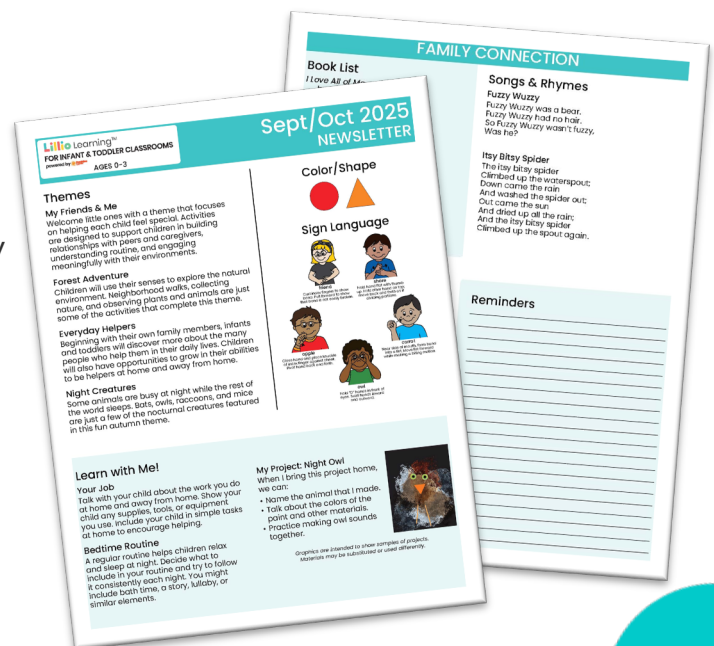 Lillio Learning™
FOR INFANT & TODDLER CLASSROOMS
powered by
AGES 0-3
Sept/Oct 2025
NEWSLETTER
Themes
My Friends & Me
Welcome little ones with a theme that focuses
on helping each child feel special. Activities
are designed to support children in building
relationships with peers and caregivers,
understanding routine, and engaging
meaningfully with their environments.
Forest Adventure
Children will use their senses to explore the natural
environment. Neighborhood walks, collecting
nature, and observing plants and animals are just
some of the activities that complete this theme.
Everyday Helpers
Beginning with their own family members, infants
and toddlers will discover more about the many
people who help them in their daily lives. Children
will also have opportunities to grow in their abilities
to be helpers at home and away from home.
Night Creatures
Some animals are busy at night while the rest of
the world sleeps. Bats, owls, raccoons, and mice
are just a few of the nocturnal creatures featured
in this fun autumn theme.
Color/Shape
Sign Language
friend
share
apple
comb
owl
Learn with Me!
Your Job
Talk with your child about the work you do
at home and away from home. Show your
child any supplies, tools, or equipment
you use. Include your child in simple tasks
at home to encourage helping.
Bedtime Routine
A regular routine helps children relax
and sleep at night. Decide what to
include in your routine and try to follow
it consistently each night. You might
include bath time, a story, lullaby, or
similar elements.
My Project: Night Owl
When I bring this project home,
we can:
• Name the animal that I made.
• Talk about the colors of the
paint and other materials.
• Practice making owl sounds
together.
Graphics are intended to show samples of projects.
Materials may be substituted or used differently.
FAMILY CONNECTION
Book List
I Love All of
Songs & Rhymes
Fuzzy Wuzzy
Fuzzy Wuzzy was a bear.
Fuzzy Wuzzy had no hair.
So Fuzzy Wuzzy wasn't fuzzy,
Was he?
Itsy Bitsy Spider
The itsy bitsy spider
Climbed up the waterspout;
Down came the rain
And washed the spider out;
Out came the sun
And dried up all the rain;
And the itsy bitsy spider
Climbed up the spout again.
Reminders